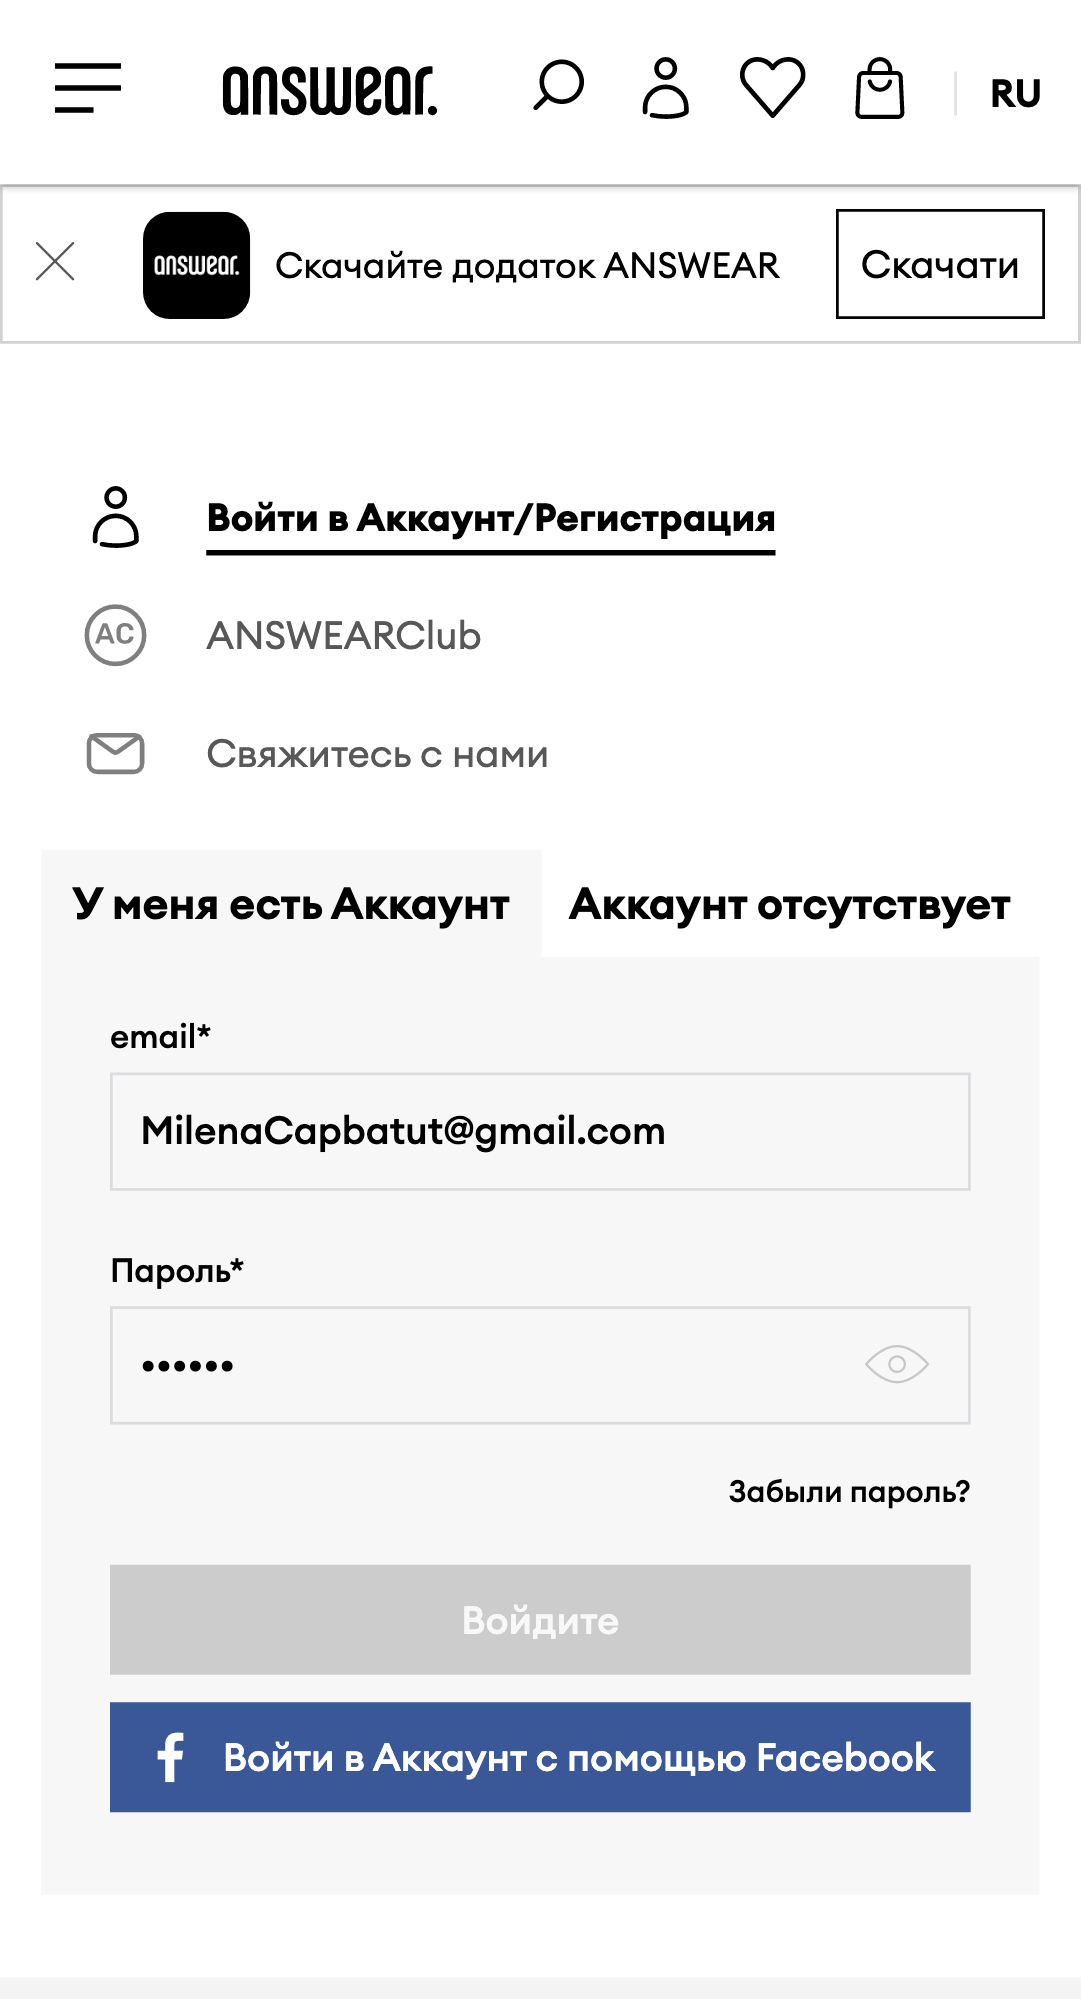 answear.
RU
answear.
Скачайте додаток ANSWEAR
Скачати
Войти в Аккаунт/Регистрация
AC
ANSWEARClub
Свяжитесь с нами
У меня есть Аккаунт
Аккаунт отсутствует
email*
MilenaCapbatut@gmail.com
Пароль*
••••••
Забыли пароль?
Войдите
f Войти в Аккаунт с помощью Facebook